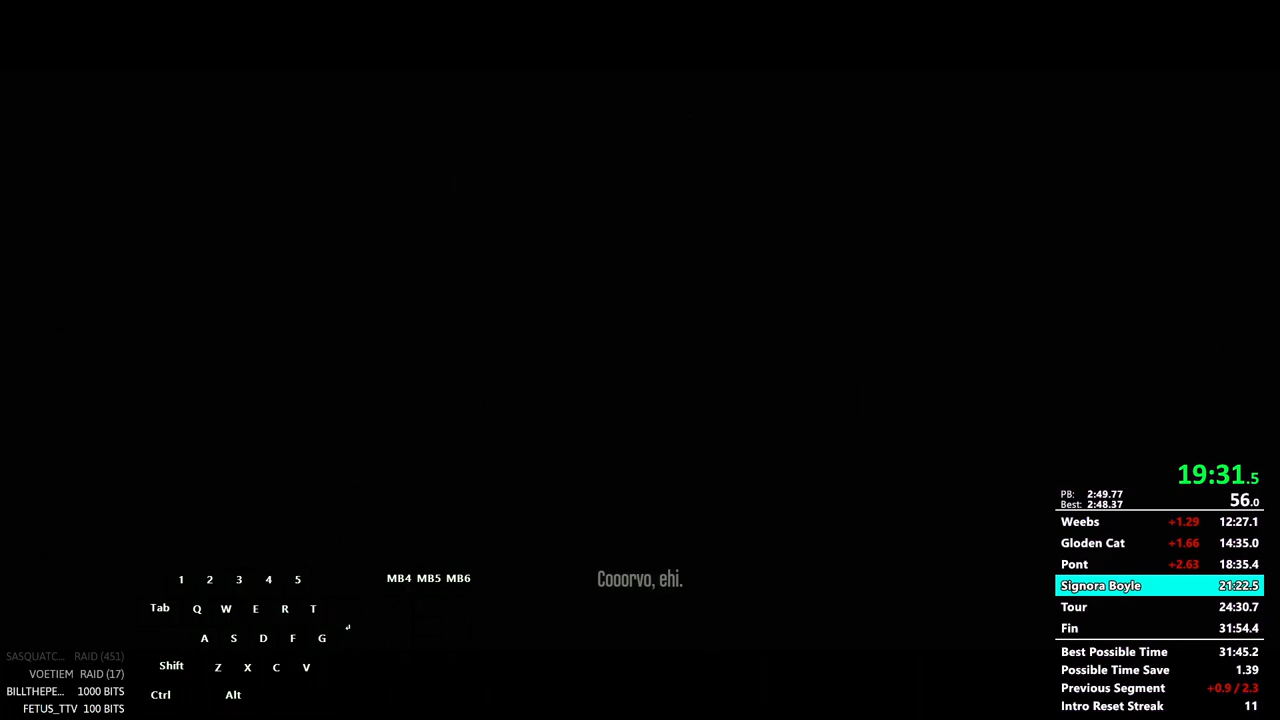 19:31.5
PB: 2:49.77
Best: 2:48.37
56.0
Weebs +1.29 12:27.1
Gloden Cat +1.66 14:35.0
Pont +2.63 18:35.4
Signora Boyle 21:22.5
Tour 24:30.7
Fin 31:54.4
Best Possible Time 31:45.2
Possible Time Save 1.39
Previous Segment +0.9 / 2.3
Intro Reset Streak 11
Cooorvo, ehi.
1 2 3 4 5 MB4 MB5 MB6
Tab Q W E R T
A S D F G
Shift Z X C V
Ctrl Alt
SASQUATC... RAID (451)
VOETIEM RAID (17)
BILLTHEPE... 1000 BITS
FETUS_TTV 100 BITS